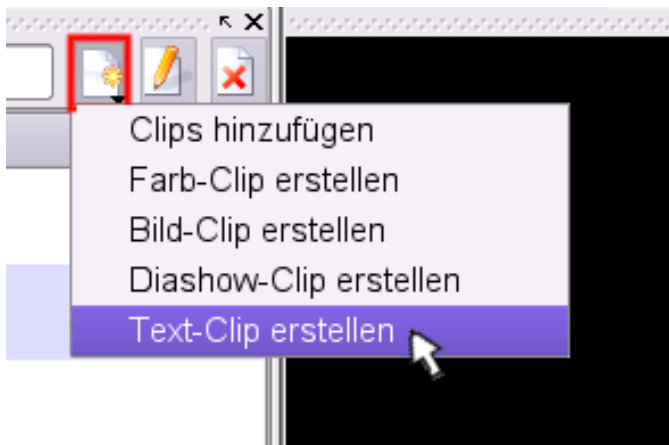 Clips hinzufügen
Farb-Clip erstellen
Bild-Clip erstellen
Diashow-Clip erstellen
Text-Clip erstellen